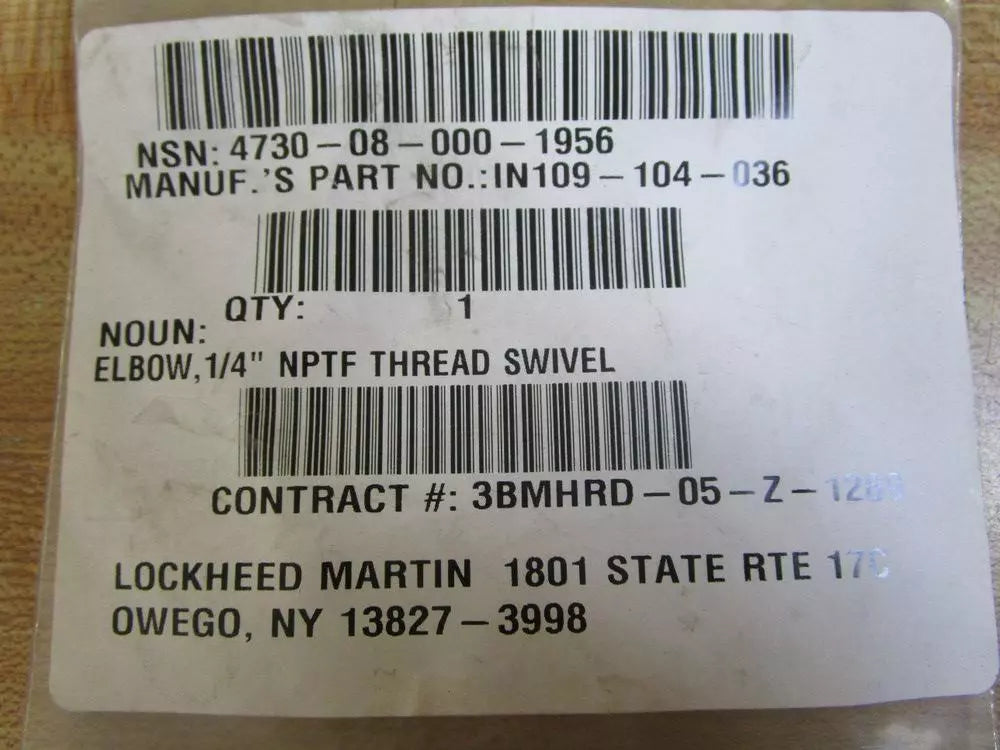 NSN: 4730-08-000-1956
MANUF.'S PART NO.:IN109-104-036
QTY: 1
NOUN:
ELBOW,1/4" NPTF THREAD SWIVEL
CONTRACT #: 3BMHRD-05-Z-
LOCKHEED MARTIN 1801 STATE RTE 17C
OWEGO, NY 13827-3998